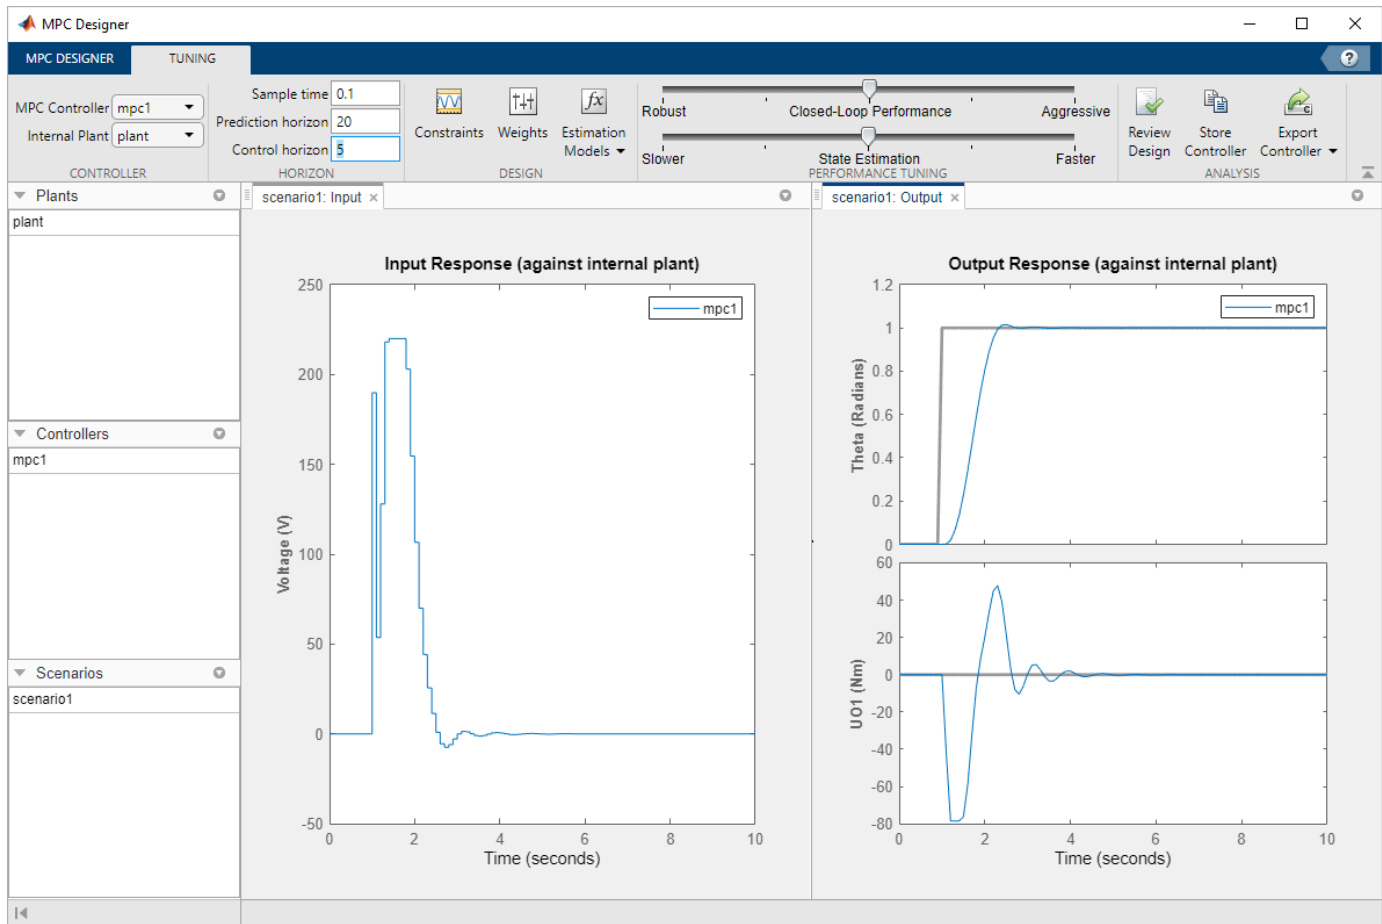 MPC Designer
MPC DESIGNER
TUNING
?
MPC Controller mpc1
Internal Plant plant
CONTROLLER
Sample time 0.1
Prediction horizon 20
Control horizon 5
HORIZON
Constraints
Weights
fx
Estimation
Models
DESIGN
Robust
Closed-Loop Performance
Aggressive
Slower
State Estimation
Faster
PERFORMANCE TUNING
Review
Design
Store
Controller
C
Export
Controller
ANALYSIS
Plants
plant
Controllers
mpc1
Scenarios
scenario1
scenario1: Input
Input Response (against internal plant)
mpc1
250
200
150
100
50
0
-50
Voltage (V)
0 2 4 6 8 10
Time (seconds)
scenario1: Output
Output Response (against internal plant)
mpc1
1.2
1
0.8
0.6
0.4
0.2
0
Theta (Radians)
60
40
20
0
-20
-40
-60
-80
UO1 (Nm)
0 2 4 6 8 10
Time (seconds)